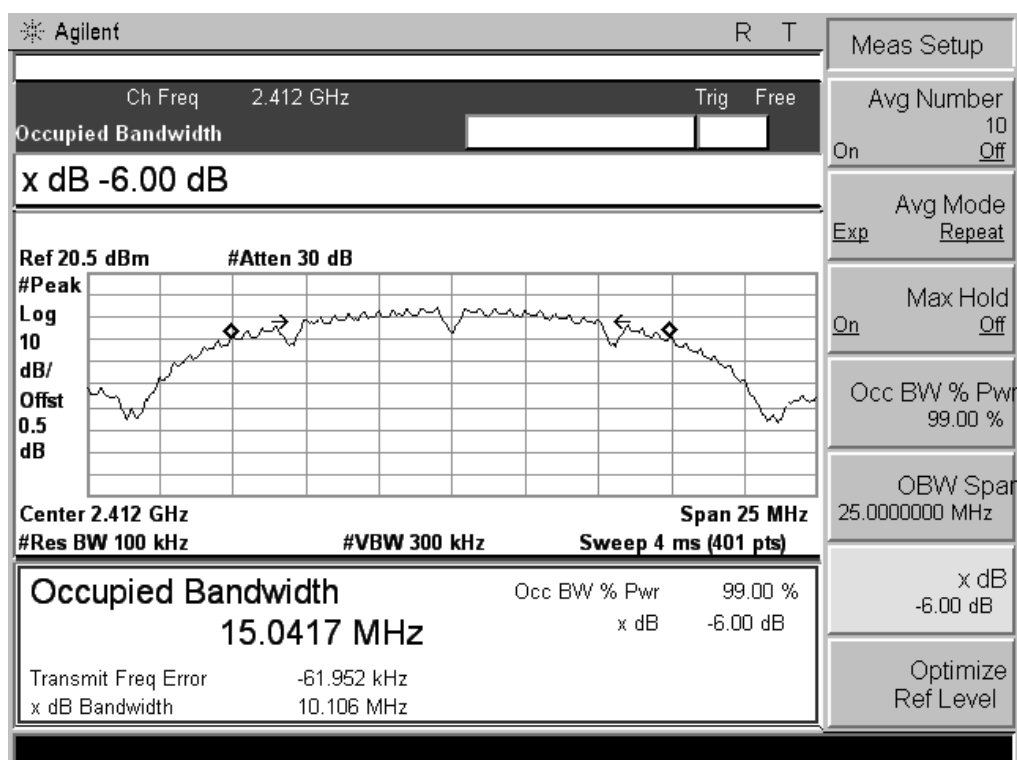 Agilent R T
Ch Freq 2.412 GHz Trig Free
Occupied Bandwidth
x dB -6.00 dB
Ref 20.5 dBm #Atten 30 dB
#Peak
Log
10
dB/
Offst
0.5
dB
Center 2.412 GHz Span 25 MHz
#Res BW 100 kHz #VBW 300 kHz Sweep 4 ms (401 pts)
Occupied Bandwidth Occ BW % Pwr 99.00 %
15.0417 MHz x dB -6.00 dB
Transmit Freq Error -61.952 kHz
x dB Bandwidth 10.106 MHz
Meas Setup
Avg Number
10
On Off
Avg Mode
Exp Repeat
Max Hold
On Off
Occ BW % Pwr
99.00 %
OBW Span
25.0000000 MHz
x dB
-6.00 dB
Optimize
Ref Level